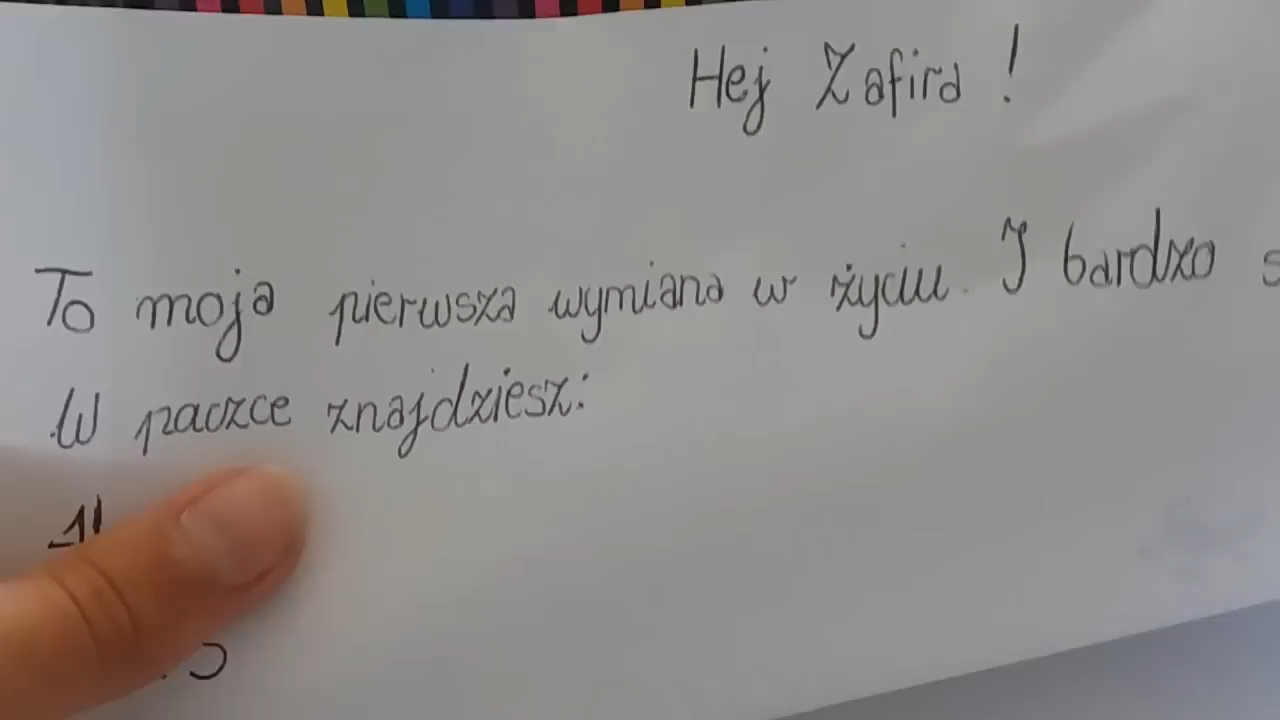 Hej Zafira!
To moja pierwsza wymiana w życiu. I bardzo
W paczce znajdziesz: